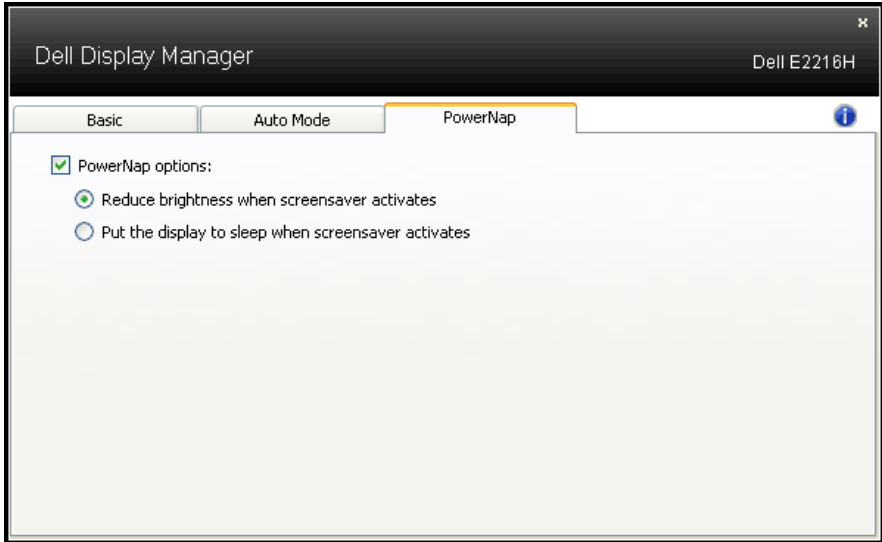 Dell Display Manager
Dell E2216H
Basic
Auto Mode
PowerNap
PowerNap options:
Reduce brightness when screensaver activates
Put the display to sleep when screensaver activates